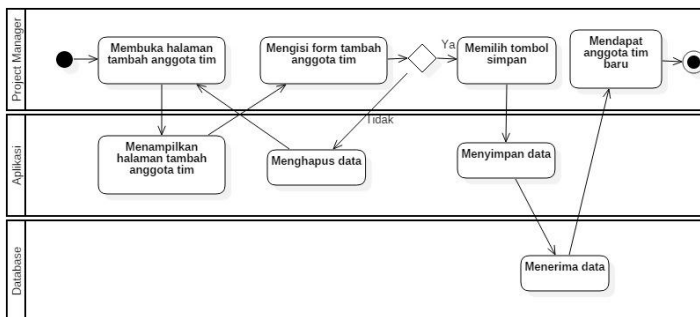 Project Manager
Membuka halaman
tambah anggota tim
Mengisi form tambah
anggota tim
Ya
Memilih tombol
simpan
Mendapat
anggota tim
baru
Tidak
Aplikasi
Menampilkan
halaman tambah
anggota tim
Menghapus data
Menyimpan data
Database
Menerima data